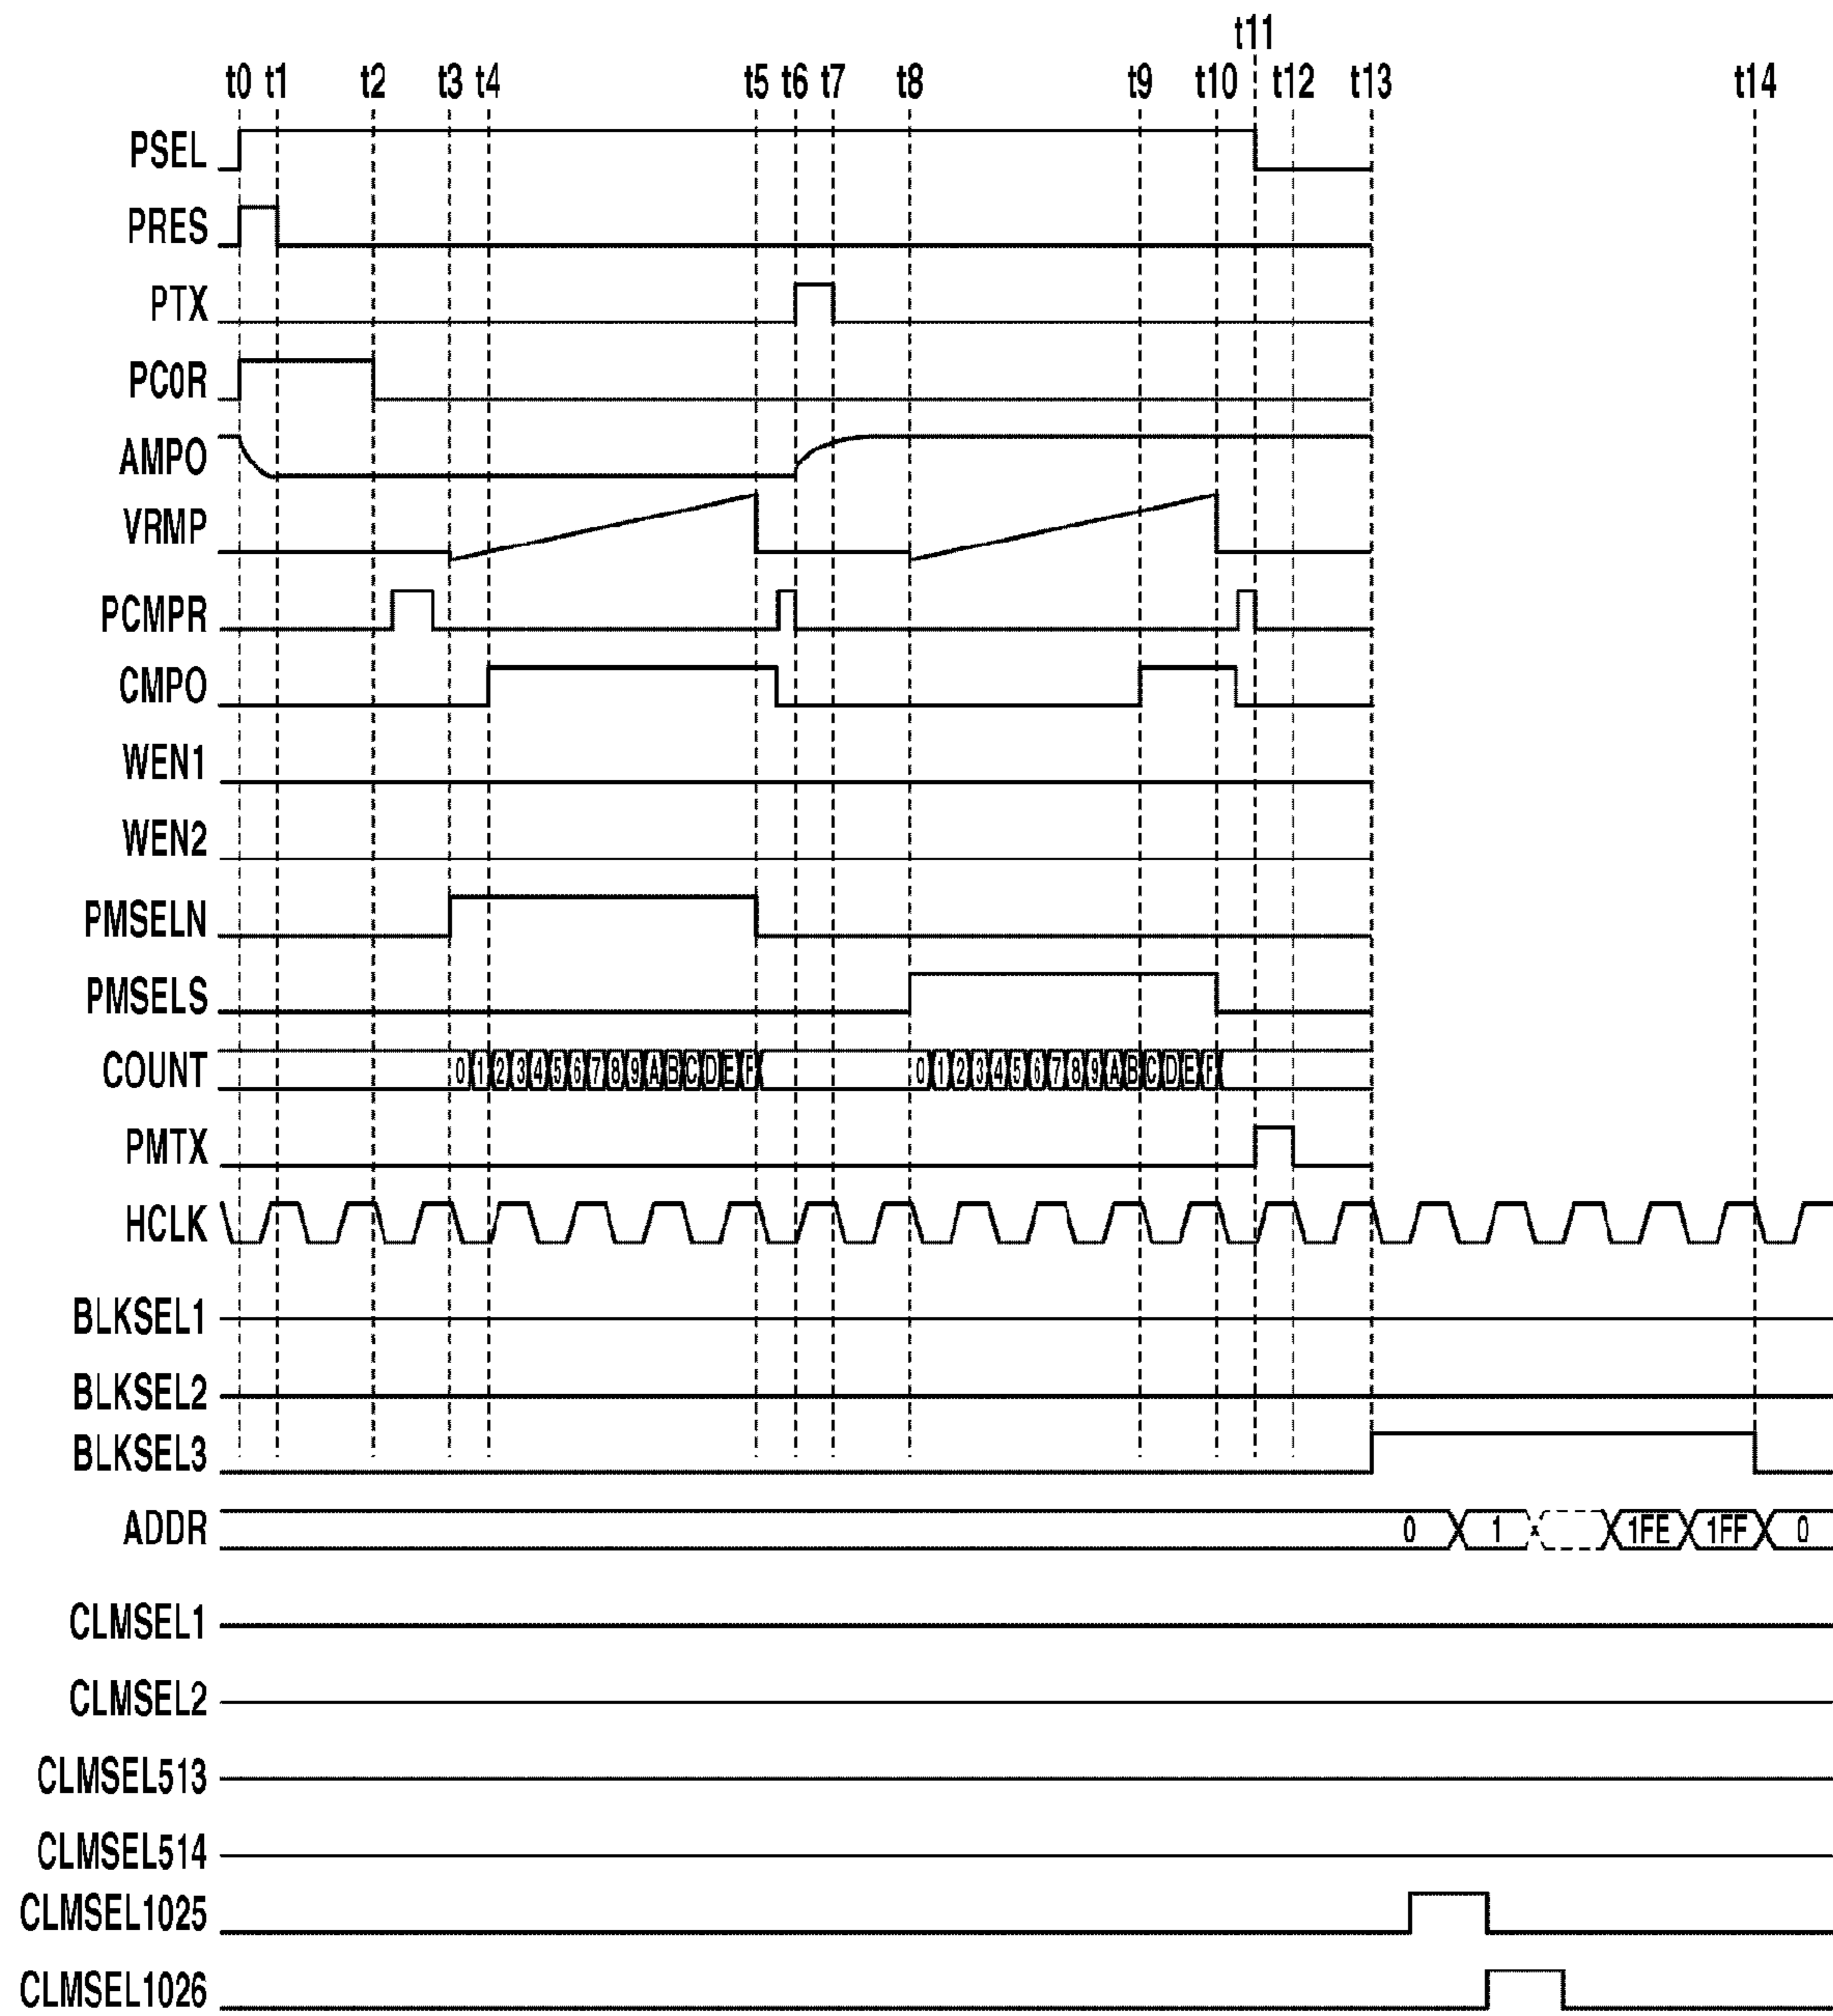 t11
t0 t1 t2 t3 t4 t5 t6 t7 t8 t9 t10 t12 t13 t14
PSEL
PRES
PTX
PC0R
AMPO
VRMP
PCMPR
CMPO
WEN1
WEN2
PMSELN
PMSELS
COUNT 0 1 2 3 4 5 6 7 8 9 A B C D E F 0 1 2 3 4 5 6 7 8 9 A B C D E F
PMTX
HCLK
BLKSEL1
BLKSEL2
BLKSEL3
ADDR 0 1 1FE 1FF 0
CLMSEL1
CLMSEL2
CLMSEL513
CLMSEL514
CLMSEL1025
CLMSEL1026